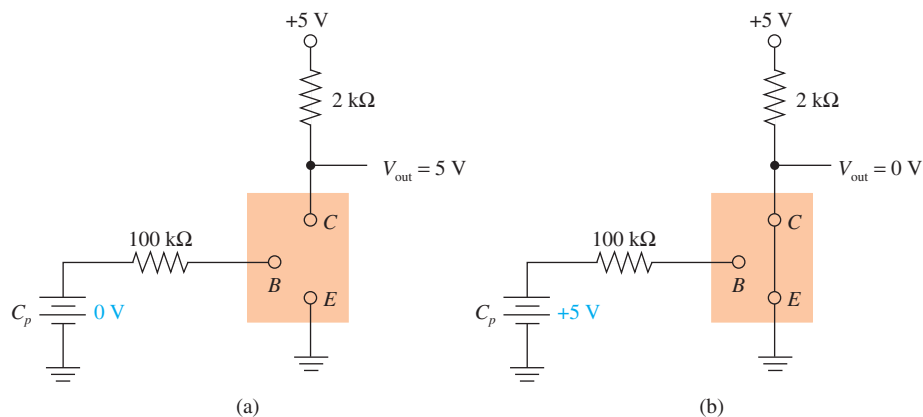 +5 V
2 kΩ
V_out = 5 V
C
100 kΩ
B
E
C_p
0 V
(a)
+5 V
2 kΩ
V_out = 0 V
C
100 kΩ
B
E
C_p
+5 V
(b)